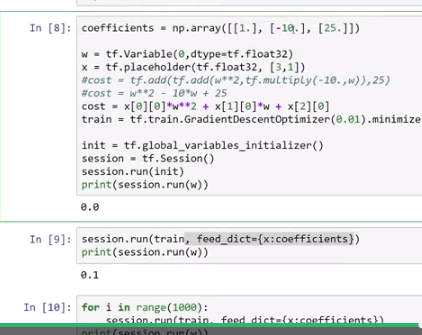 In [8]: coefficients = np.array([[1.], [-10.], [25.]])
w = tf.Variable(0,dtype=tf.float32)
x = tf.placeholder(tf.float32, [3,1])
#cost = tf.add(tf.add(w**2,tf.multiply(-10.,w)),25)
#cost = w**2 - 10*w + 25
cost = x[0][0]*w**2 + x[1][0]*w + x[2][0]
train = tf.train.GradientDescentOptimizer(0.01).minimize
init = tf.global_variables_initializer()
session = tf.Session()
session.run(init)
print(session.run(w))
0.0
In [9]: session.run(train, feed_dict={x:coefficients})
print(session.run(w))
0.1
In [10]: for i in range(1000):
session.run(train, feed_dict={x:coefficients})
print(session.run(w))